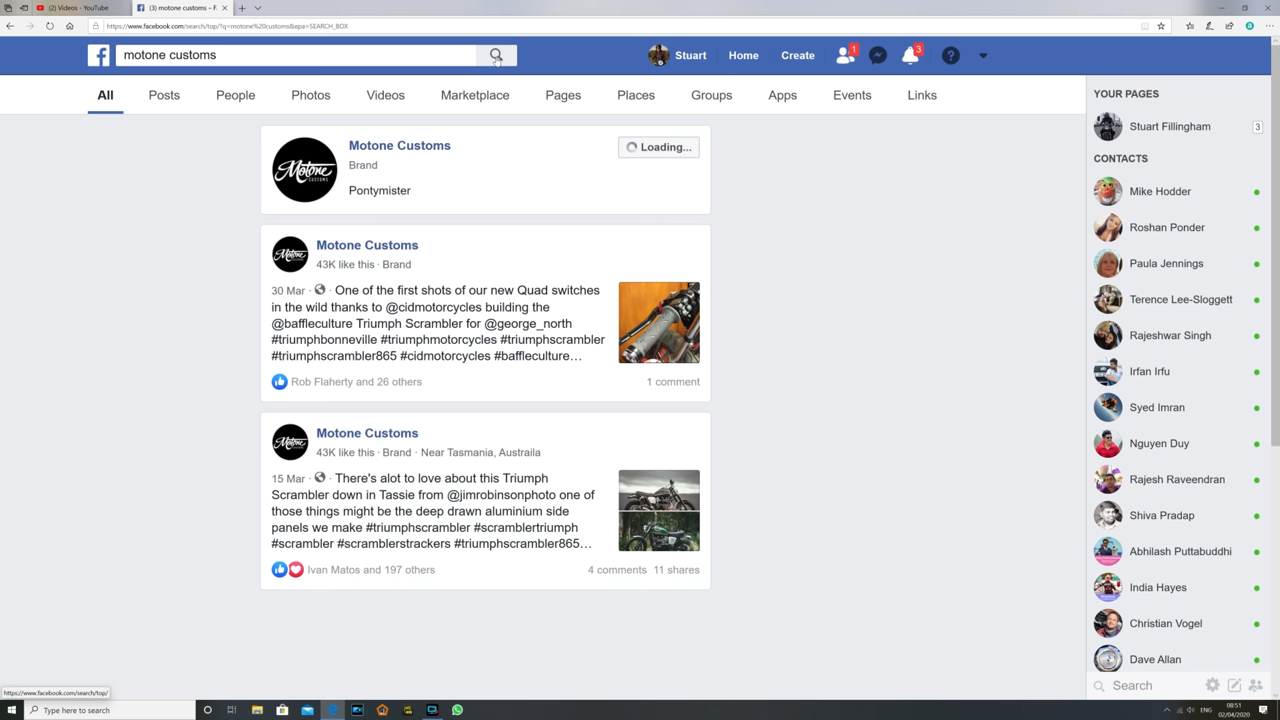 (2) Videos - YouTube
(3) motone customs – F
https://www.facebook.com/search/top/?q=motone%20customs&epa=SEARCH_BOX
motone customs
Stuart
Home
Create
1
3
All
Posts
People
Photos
Videos
Marketplace
Pages
Places
Groups
Apps
Events
Links
Motone Customs
Brand
Pontymister
Loading...
Motone
CUSTOMS
Motone Customs
43K like this · Brand
30 Mar · · One of the first shots of our new Quad switches
in the wild thanks to @cidmotorcycles building the
@baffleculture Triumph Scrambler for @george_north
#triumphbonneville #triumphmotorcycles #triumphscrambler
#triumphscrambler865 #cidmotorcycles #baffleculture…
Rob Flaherty and 26 others
1 comment
Motone
Motone Customs
43K like this · Brand · Near Tasmania, Austraila
15 Mar · · There's alot to love about this Triumph
Scrambler down in Tassie from @jimrobinsonphoto one of
those things might be the deep drawn aluminium side
panels we make #triumphscrambler #scramblertriumph
#scrambler #scramblerstrackers #triumphscrambler865…
Ivan Matos and 197 others
4 comments 11 shares
Motone
YOUR PAGES
Stuart Fillingham
3
CONTACTS
Mike Hodder
Roshan Ponder
Paula Jennings
Terence Lee-Sloggett
Rajeshwar Singh
Irfan Irfu
Syed Imran
Nguyen Duy
Rajesh Raveendran
Shiva Pradap
Abhilash Puttabuddhi
India Hayes
Christian Vogel
Dave Allan
Search
https://www.facebook.com/search/top/
Type here to search
ENG
08:51
02/04/2020